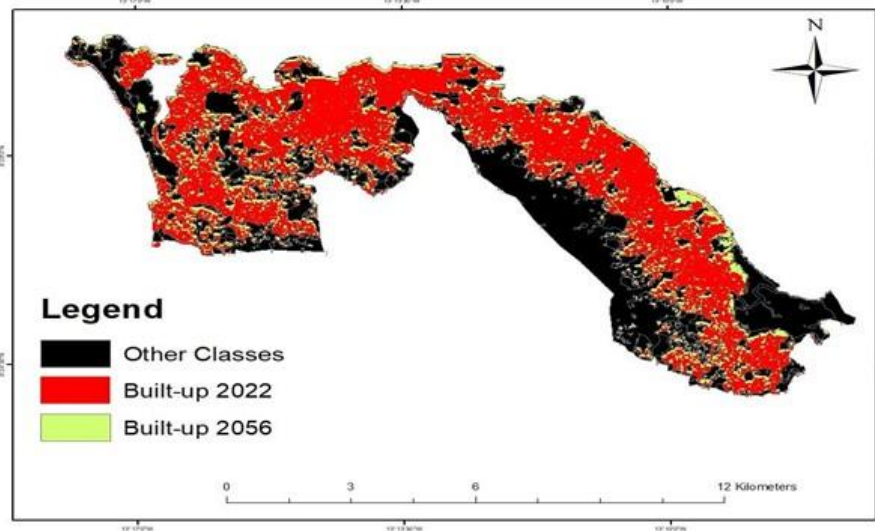 N
Legend
Other Classes
Built-up 2022
Built-up 2056
0 3 6 12 Kilometers